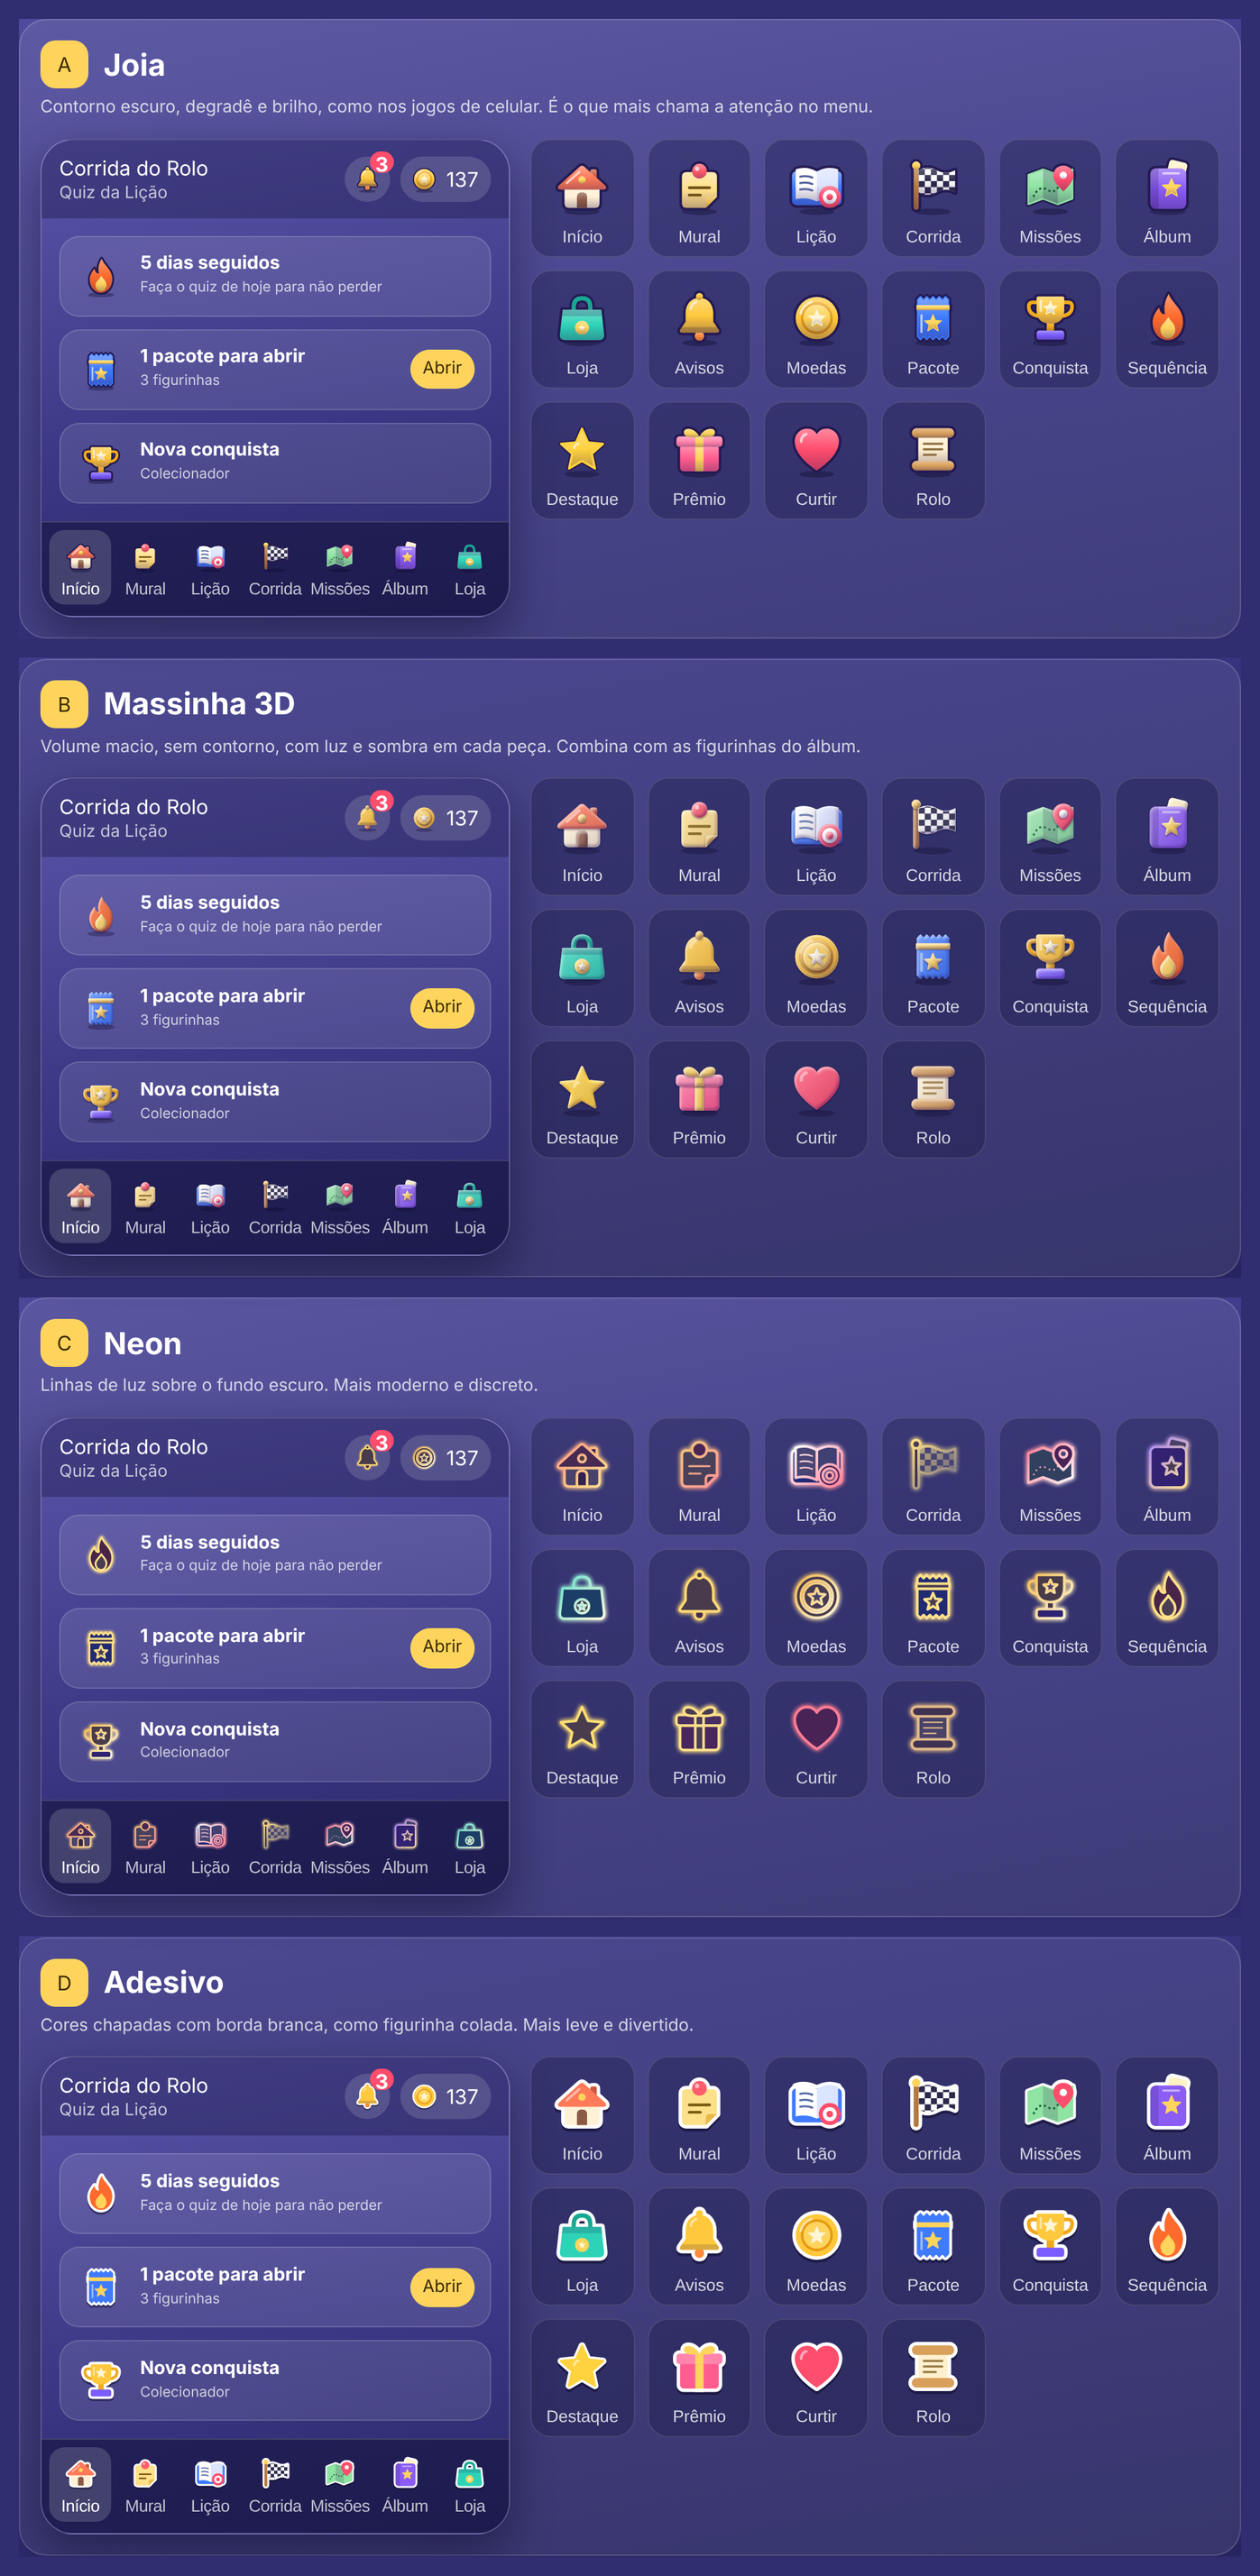 A
Joia
Contorno escuro, degradê e brilho, como nos jogos de celular. É o que mais chama a atenção no menu.
Corrida do Rolo
Quiz da Lição
3
137
5 dias seguidos
Faça o quiz de hoje para não perder
1 pacote para abrir
3 figurinhas
Abrir
Nova conquista
Colecionador
Início Mural Lição Corrida Missões Álbum Loja
Início Mural Lição Corrida Missões Álbum
Loja Avisos Moedas Pacote Conquista Sequência
Destaque Prêmio Curtir Rolo
B
Massinha 3D
Volume macio, sem contorno, com luz e sombra em cada peça. Combina com as figurinhas do álbum.
Corrida do Rolo
Quiz da Lição
3
137
5 dias seguidos
Faça o quiz de hoje para não perder
1 pacote para abrir
3 figurinhas
Abrir
Nova conquista
Colecionador
Início Mural Lição Corrida Missões Álbum Loja
Início Mural Lição Corrida Missões Álbum
Loja Avisos Moedas Pacote Conquista Sequência
Destaque Prêmio Curtir Rolo
C
Neon
Linhas de luz sobre o fundo escuro. Mais moderno e discreto.
Corrida do Rolo
Quiz da Lição
3
137
5 dias seguidos
Faça o quiz de hoje para não perder
1 pacote para abrir
3 figurinhas
Abrir
Nova conquista
Colecionador
Início Mural Lição Corrida Missões Álbum Loja
Início Mural Lição Corrida Missões Álbum
Loja Avisos Moedas Pacote Conquista Sequência
Destaque Prêmio Curtir Rolo
D
Adesivo
Cores chapadas com borda branca, como figurinha colada. Mais leve e divertido.
Corrida do Rolo
Quiz da Lição
3
137
5 dias seguidos
Faça o quiz de hoje para não perder
1 pacote para abrir
3 figurinhas
Abrir
Nova conquista
Colecionador
Início Mural Lição Corrida Missões Álbum Loja
Início Mural Lição Corrida Missões Álbum
Loja Avisos Moedas Pacote Conquista Sequência
Destaque Prêmio Curtir Rolo